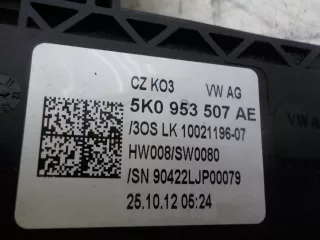 CZ KO3 VW AG
5K0 953 507 AE
/3OS LK 10021196-07
HW008/SW0080
/SN 90422LJP00079
25.10.12 05:24
VW A